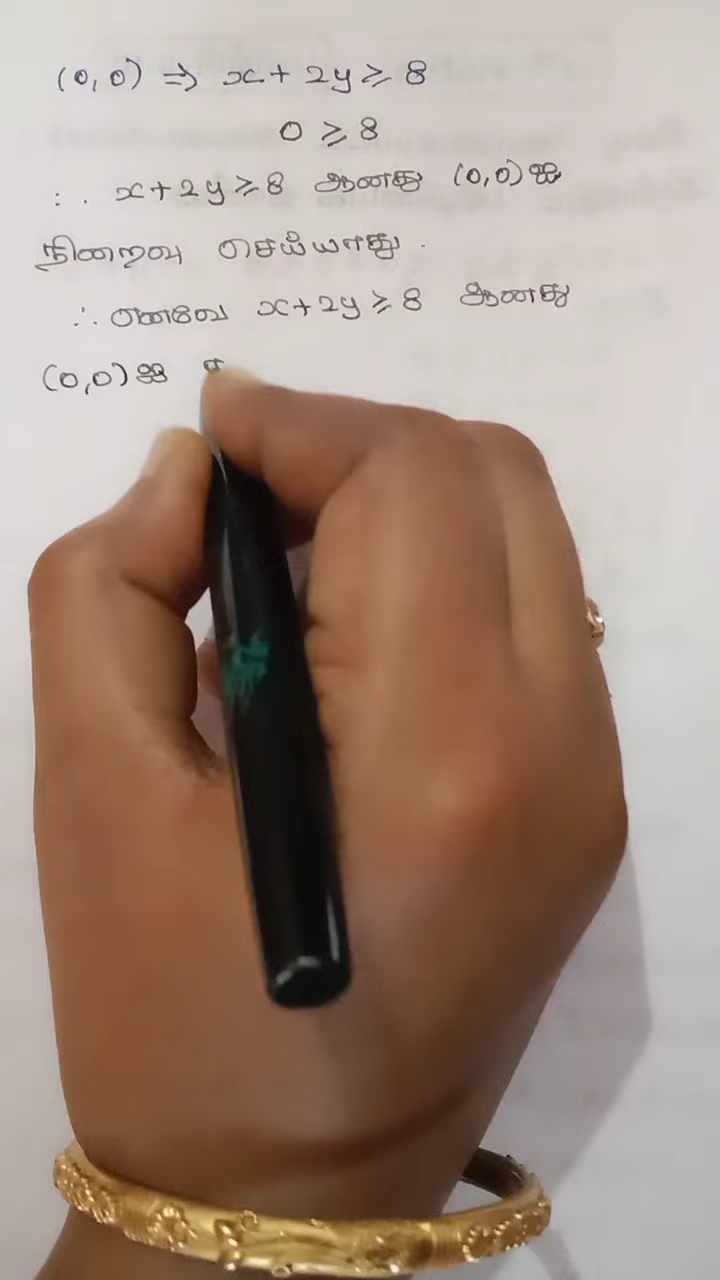 (0,0) ⇒ x+2y≥8
0≥8
∴ x+2y≥8 ஆனது (0,0)ஐ
நிறைவு செய்யாது.
∴ எனவே x+2y≥8 ஆனது
(0,0)ஐ